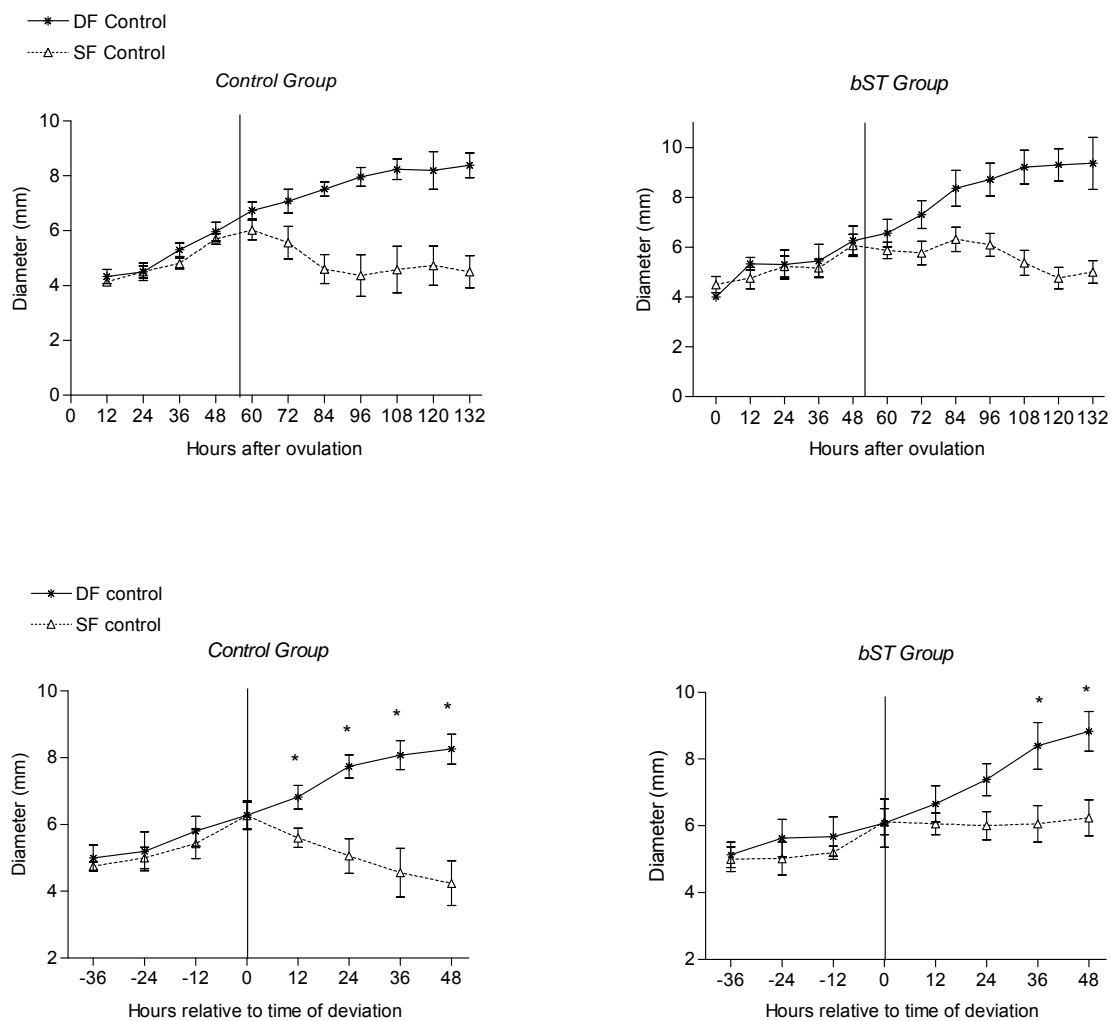 DF Control
SF Control
Control Group
Diameter (mm)
10
8
6
4
2
0
0 12 24 36 48 60 72 84 96 108 120 132
Hours after ovulation
bST Group
Diameter (mm)
10
8
6
4
2
0 12 24 36 48 60 72 84 96 108 120 132
Hours after ovulation
DF control
SF control
Control Group
Diameter (mm)
10
8
6
4
2
* * * *
-36 -24 -12 0 12 24 36 48
Hours relative to time of deviation
bST Group
Diameter (mm)
10
8
6
4
2
* *
-36 -24 -12 0 12 24 36 48
Hours relative to time of deviation